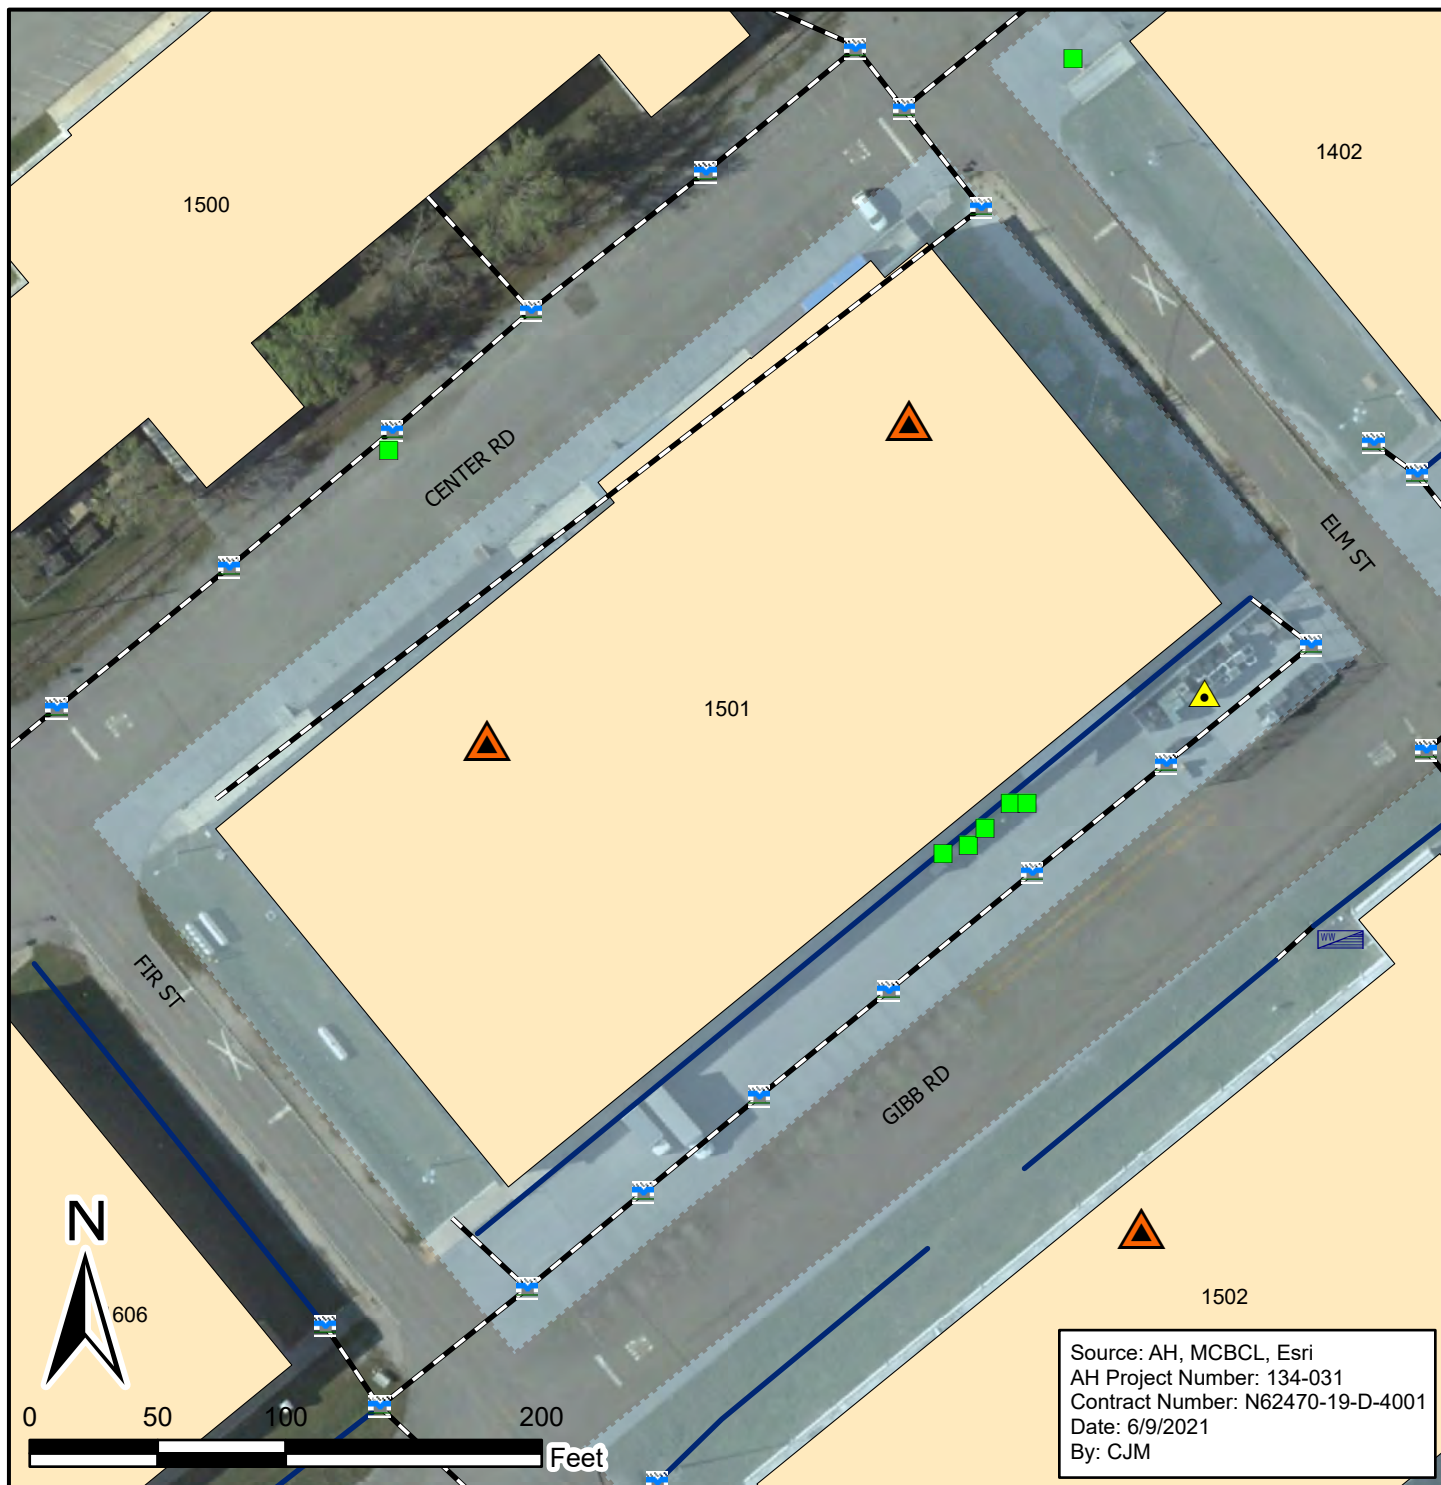 1402
1500
CENTER RD
ELM ST
1501
WW
FIR ST
GIBB RD
N
606
1502
0 50 100 200
Feet
Source: AH, MCBCL, Esri
AH Project Number: 134-031
Contract Number: N62470-19-D-4001
Date: 6/9/2021
By: CJM